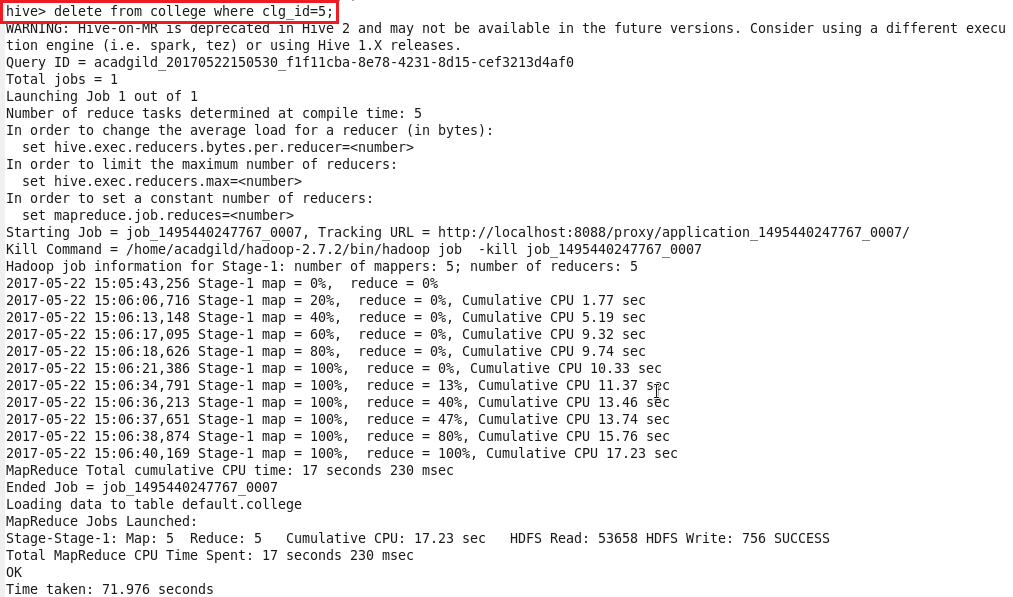 hive> delete from college where clg_id=5;
WARNING: Hive-on-MR is deprecated in Hive 2 and may not be available in the future versions. Consider using a different execu
tion engine (i.e. spark, tez) or using Hive 1.X releases.
Query ID = acadgild_20170522150530_f1f11cba-8e78-4231-8d15-cef3213d4af0
Total jobs = 1
Launching Job 1 out of 1
Number of reduce tasks determined at compile time: 5
In order to change the average load for a reducer (in bytes):
  set hive.exec.reducers.bytes.per.reducer=<number>
In order to limit the maximum number of reducers:
  set hive.exec.reducers.max=<number>
In order to set a constant number of reducers:
  set mapreduce.job.reduces=<number>
Starting Job = job_1495440247767_0007, Tracking URL = http://localhost:8088/proxy/application_1495440247767_0007/
Kill Command = /home/acadgild/hadoop-2.7.2/bin/hadoop job  -kill job_1495440247767_0007
Hadoop job information for Stage-1: number of mappers: 5; number of reducers: 5
2017-05-22 15:05:43,256 Stage-1 map = 0%,  reduce = 0%
2017-05-22 15:06:06,716 Stage-1 map = 20%,  reduce = 0%, Cumulative CPU 1.77 sec
2017-05-22 15:06:13,148 Stage-1 map = 40%,  reduce = 0%, Cumulative CPU 5.19 sec
2017-05-22 15:06:17,095 Stage-1 map = 60%,  reduce = 0%, Cumulative CPU 9.32 sec
2017-05-22 15:06:18,626 Stage-1 map = 80%,  reduce = 0%, Cumulative CPU 9.74 sec
2017-05-22 15:06:21,386 Stage-1 map = 100%,  reduce = 0%, Cumulative CPU 10.33 sec
2017-05-22 15:06:34,791 Stage-1 map = 100%,  reduce = 13%, Cumulative CPU 11.37 sec
2017-05-22 15:06:36,213 Stage-1 map = 100%,  reduce = 40%, Cumulative CPU 13.46 sec
2017-05-22 15:06:37,651 Stage-1 map = 100%,  reduce = 47%, Cumulative CPU 13.74 sec
2017-05-22 15:06:38,874 Stage-1 map = 100%,  reduce = 80%, Cumulative CPU 15.76 sec
2017-05-22 15:06:40,169 Stage-1 map = 100%,  reduce = 100%, Cumulative CPU 17.23 sec
MapReduce Total cumulative CPU time: 17 seconds 230 msec
Ended Job = job_1495440247767_0007
Loading data to table default.college
MapReduce Jobs Launched:
Stage-Stage-1: Map: 5  Reduce: 5   Cumulative CPU: 17.23 sec   HDFS Read: 53658 HDFS Write: 756 SUCCESS
Total MapReduce CPU Time Spent: 17 seconds 230 msec
OK
Time taken: 71.976 seconds